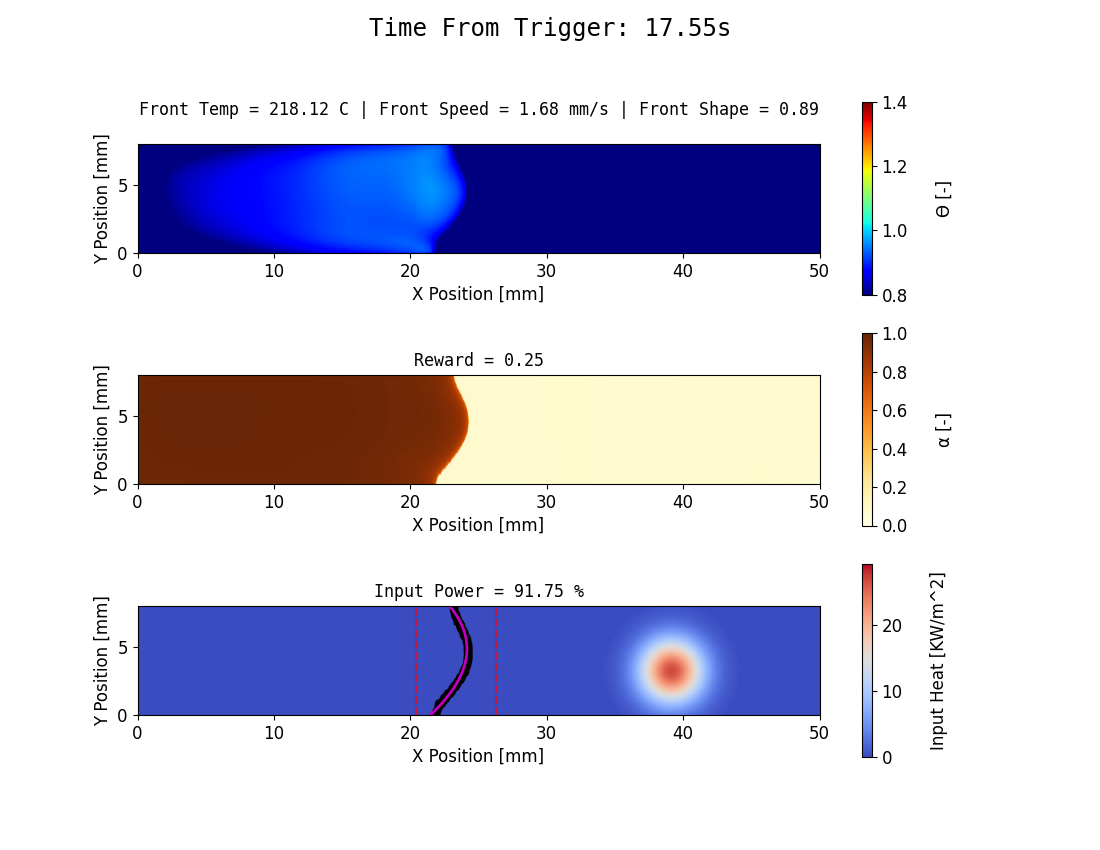 Time From Trigger: 17.55s
Front Temp = 218.12 C | Front Speed = 1.68 mm/s | Front Shape = 0.89
Y Position [mm]
5
0
0 10 20 30 40 50
X Position [mm]
1.4
1.2
1.0
0.8
Θ [-]
Reward = 0.25
Y Position [mm]
5
0
0 10 20 30 40 50
X Position [mm]
1.0
0.8
0.6
0.4
0.2
0.0
α [-]
Input Power = 91.75 %
Y Position [mm]
5
0
0 10 20 30 40 50
X Position [mm]
20
10
0
Input Heat [KW/m^2]